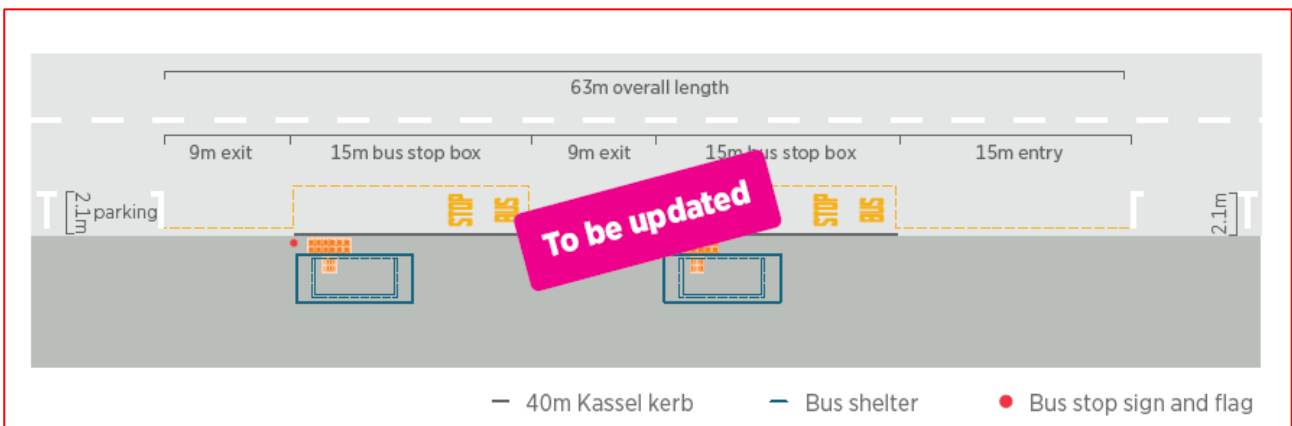 63m overall length
9m exit
15m bus stop box
9m exit
15m bus stop box
15m entry
2.1m
parking
STOP
BUS
STOP
BUS
2.1m
To be updated
40m Kassel kerb
Bus shelter
Bus stop sign and flag